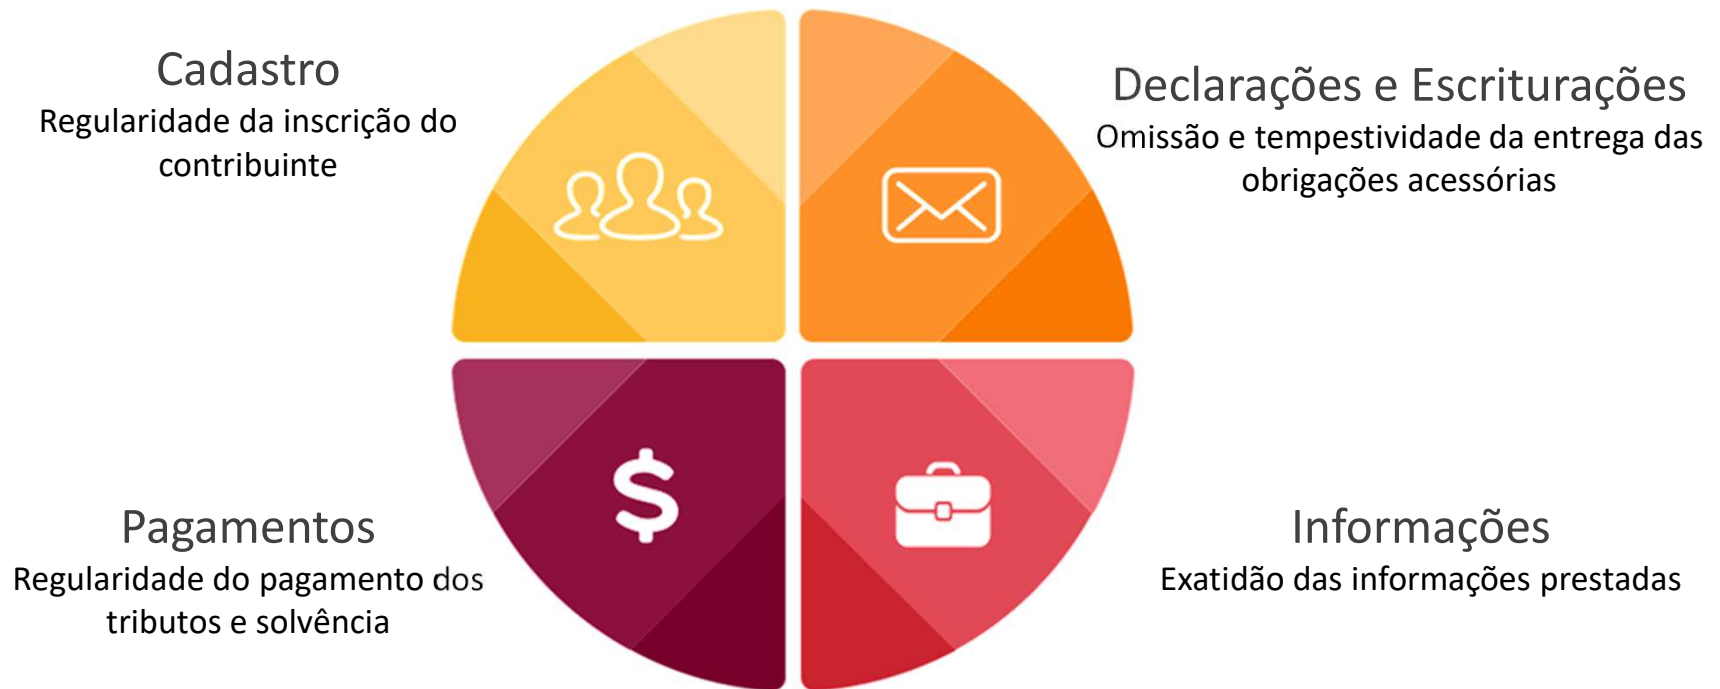 Cadastro
Regularidade da inscrição do
contribuinte
Declarações e Escriturações
Omissão e tempestividade da entrega das
obrigações acessórias
Pagamentos
Regularidade do pagamento dos
tributos e solvência
Informações
Exatidão das informações prestadas